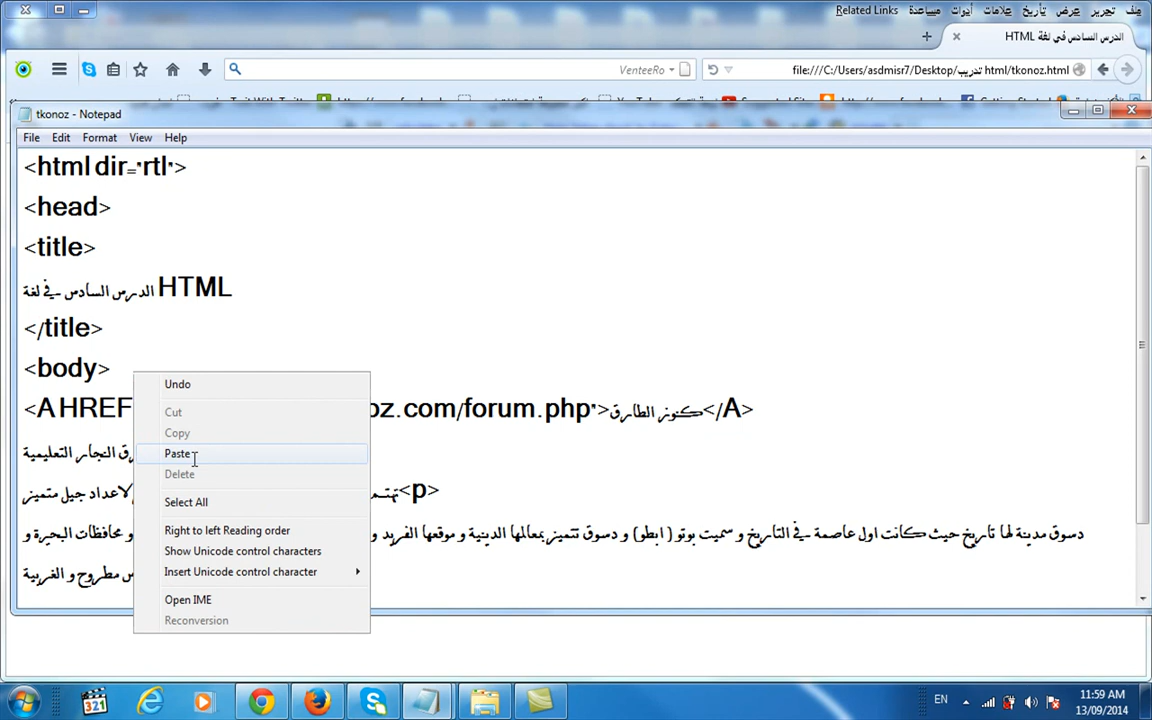 ملف تحرير عرض تأريخ علامات أدوات مساعدة Related Links
الدرس السادس في لغة HTML
file:///C:/Users/asdmisr7/Desktop/تدريب html/tkonoz.html
VenteeRo
tkonoz - Notepad
File Edit Format View Help
<html dir="rtl">
<head>
<title>
الدرس السادس في لغة HTML
</title>
<body>
<A HREF
oz.com/forum.php">كنوز الطارق</A>
رق النجار التعليمية
لاعداد جيل متميز
<p>تهتم
دسوق مدينة لها تاريخ حيث كانت اول عاصمة في التاريخ و سميت بوتو ( ابطو) و دسوق تتميز بمعالمها الدينية و موقعها الفريد و
و محافظات البحيرة و
س مطروح و الغربية
Undo
Cut
Copy
Paste
Delete
Select All
Right to left Reading order
Show Unicode control characters
Insert Unicode control character
Open IME
Reconversion
321
EN
11:59 AM
13/09/2014